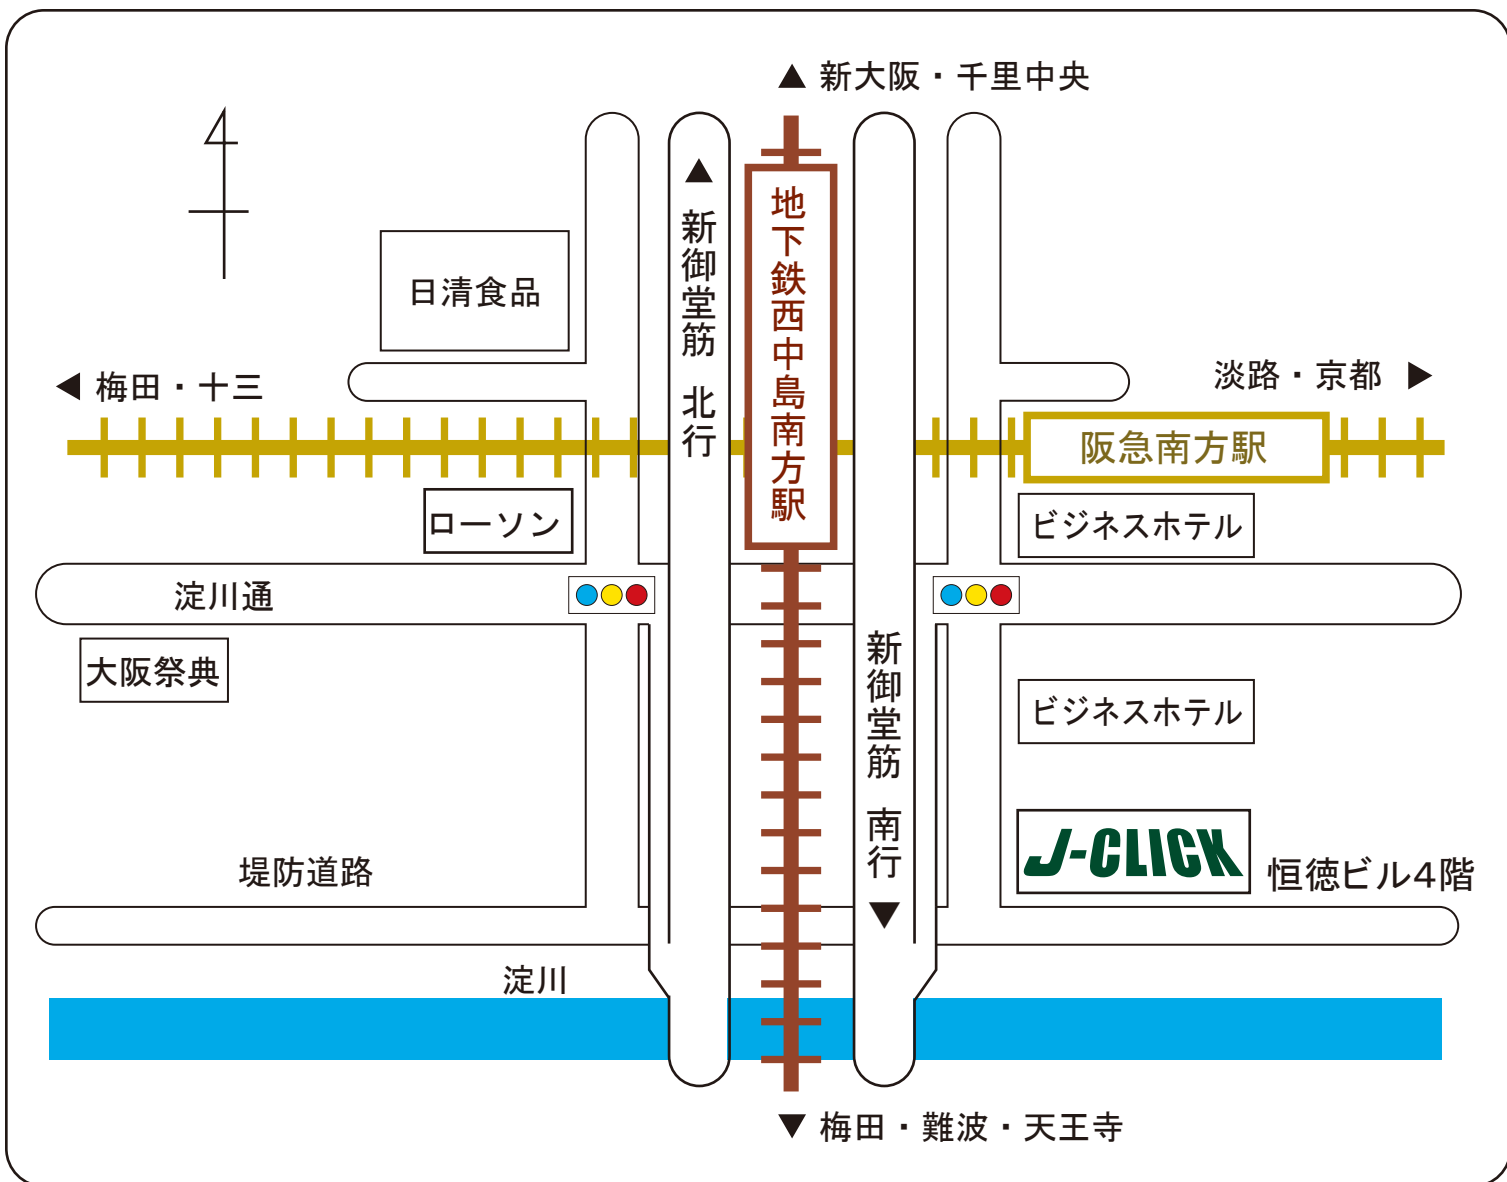 ▲ 新大阪・千里中央
地下鉄西中島南方駅
▲ 新御堂筋 北行
日清食品
◀ 梅田・十三
淡路・京都 ▶
阪急南方駅
ローソン
ビジネスホテル
淀川通
大阪祭典
新御堂筋 南行 ▼
ビジネスホテル
J-CLICK
恒徳ビル4階
堤防道路
淀川
▼ 梅田・難波・天王寺